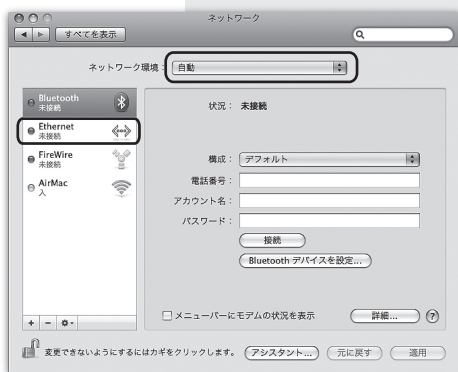 ネットワーク
すべてを表示
ネットワーク環境： 自動
Bluetooth
未接続
Ethernet
未接続
FireWire
未接続
AirMac
入
状況： 未接続
構成： デフォルト
電話番号：
アカウント名：
パスワード：
接続
Bluetooth デバイスを設定...
メニューバーにモデムの状況を表示
詳細...
?
変更できないようにするにはカギをクリックします。
アシスタント...
元に戻す
適用